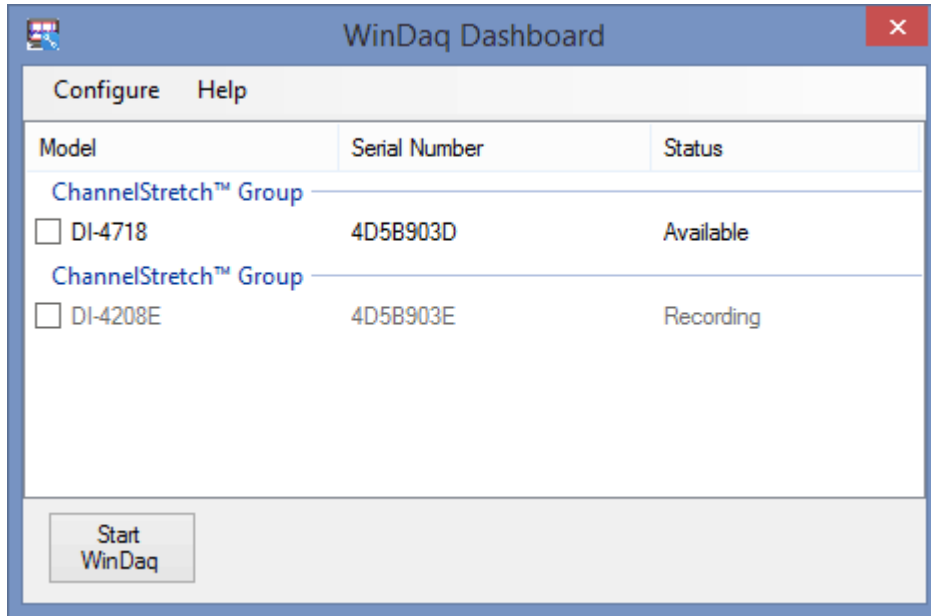 WinDaq Dashboard
Configure Help
Model Serial Number Status
ChannelStretch™ Group
DI-4718 4D5B903D Available
ChannelStretch™ Group
DI-4208E 4D5B903E Recording
Start
WinDaq